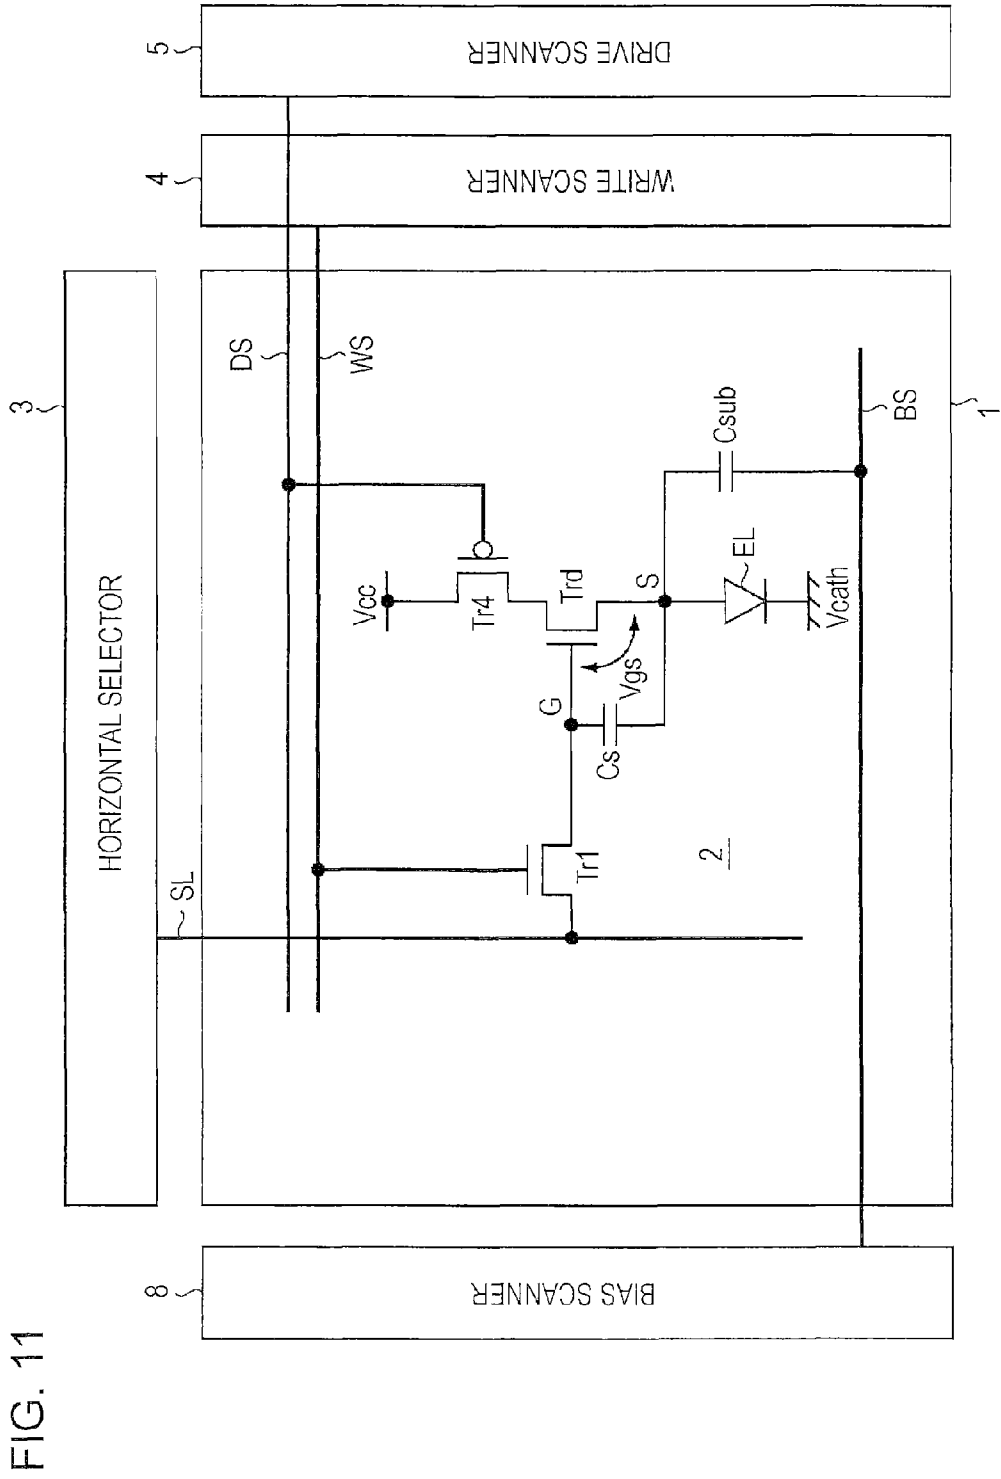 FIG. 11
3
HORIZONTAL SELECTOR
8
BIAS SCANNER
SL
DS
WS
4
WRITE SCANNER
5
DRIVE SCANNER
Vcc
Tr4
Trd
G
Tr1
Cs
Vgs
S
Csub
EL
Vcath
2
BS
1